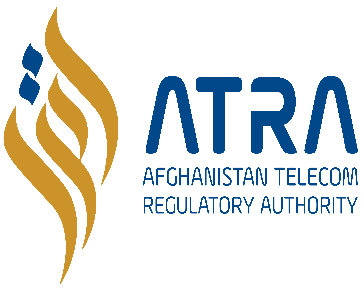 ATRA
AFGHANISTAN TELECOM
REGULATORY AUTHORITY